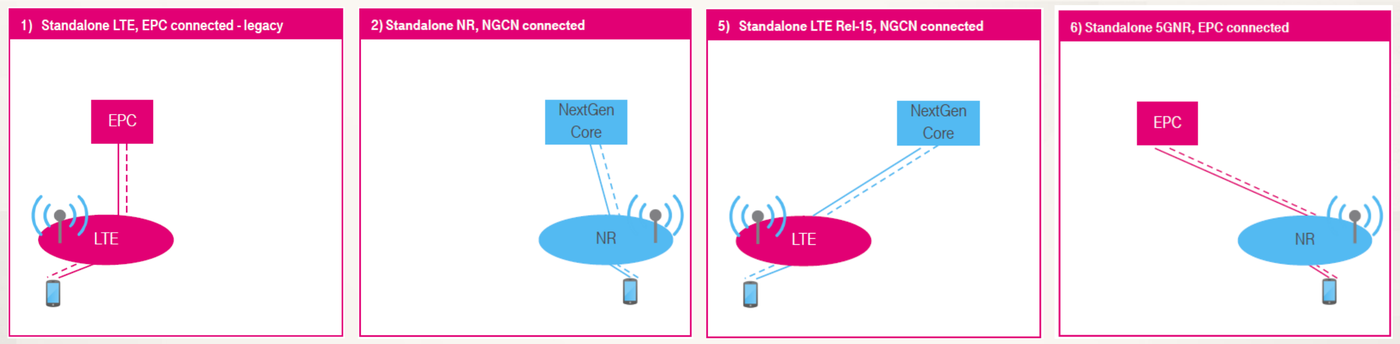 1) Standalone LTE, EPC connected - legacy
EPC
LTE
2) Standalone NR, NGCN connected
NextGen
Core
NR
5) Standalone LTE Rel-15, NGCN connected
NextGen
Core
LTE
6) Standalone 5GNR, EPC connected
EPC
NR